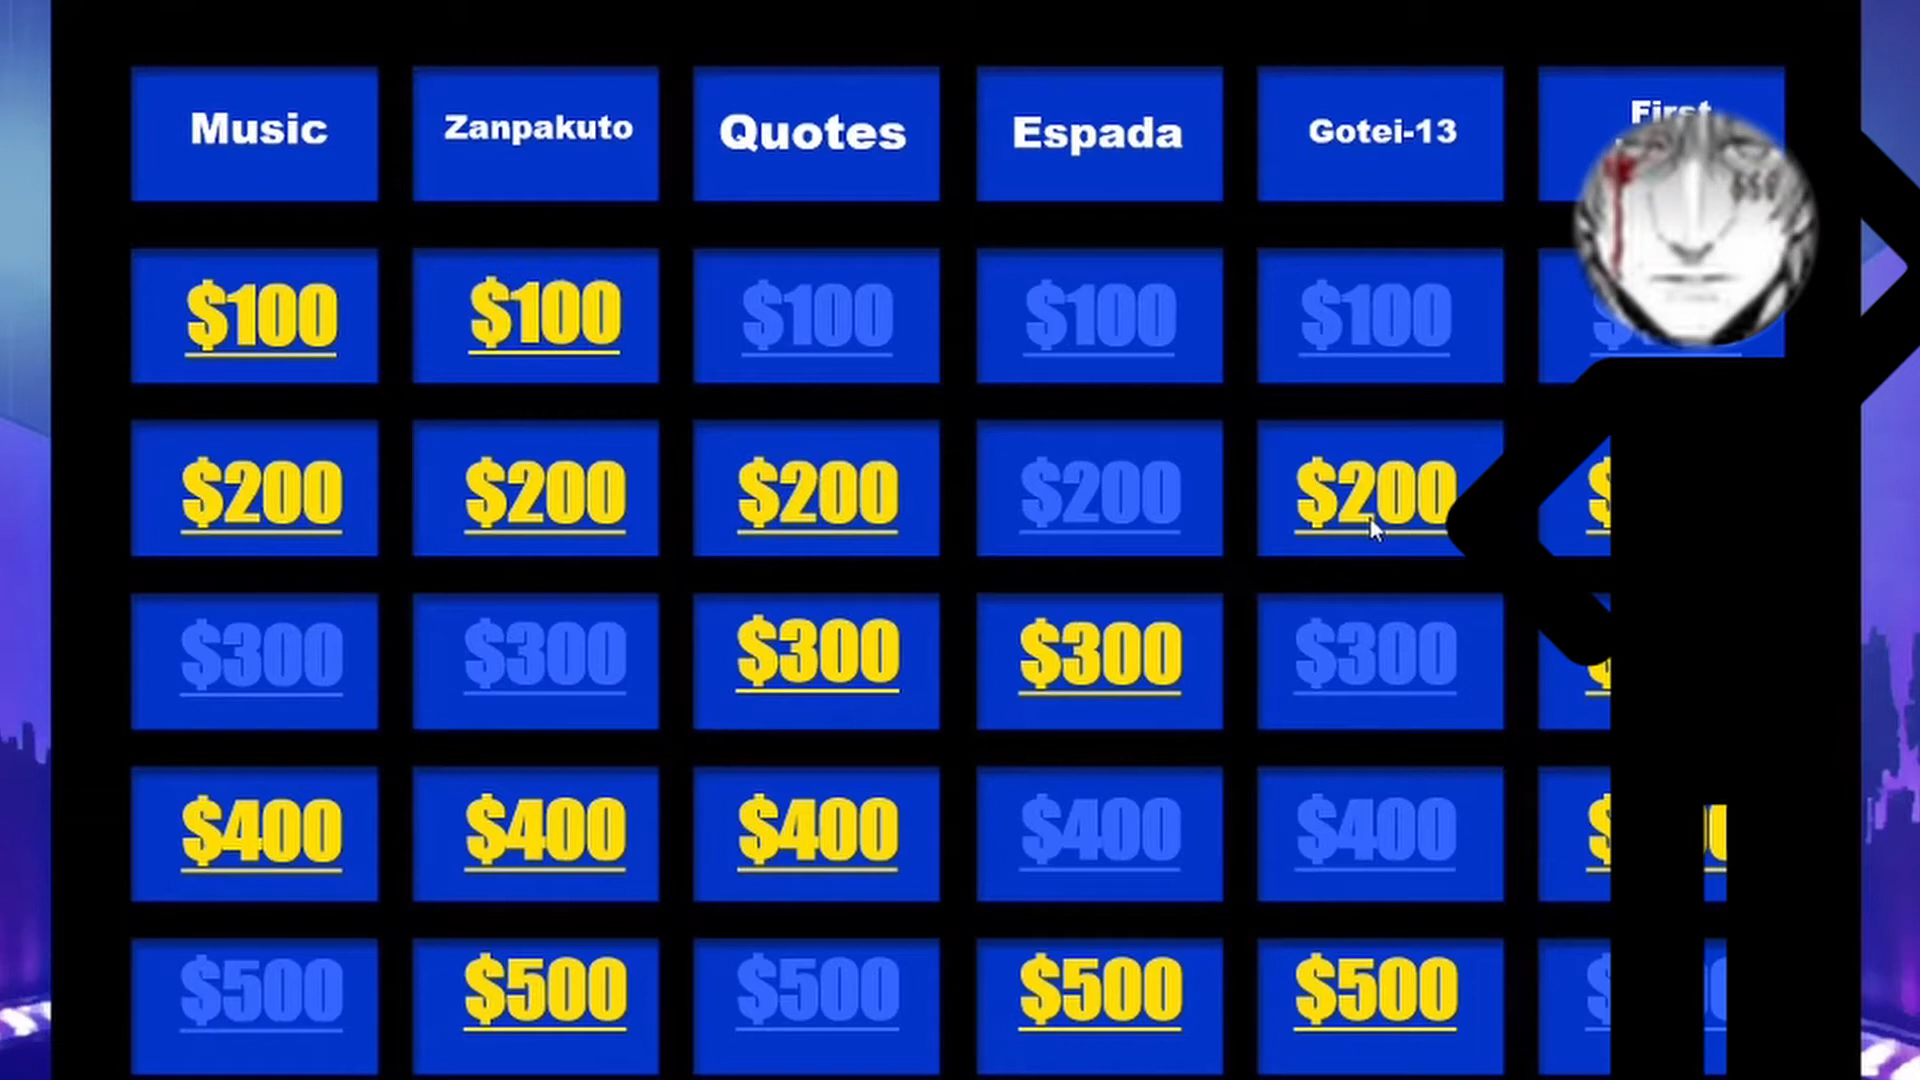 Music Zanpakuto Quotes Espada Gotei-13 First
$100 $100 $100 $100 $100
$200 $200 $200 $200 $200
$300 $300 $300 $300 $300
$400 $400 $400 $400 $400
$500 $500 $500 $500 $500